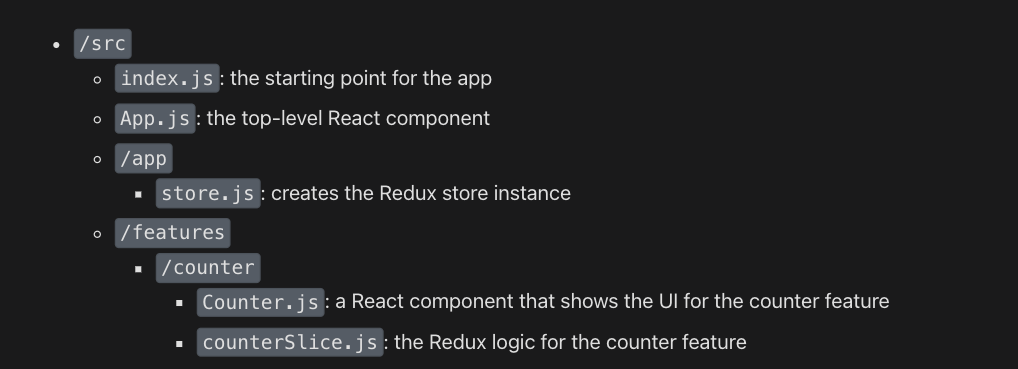 /src
index.js: the starting point for the app
App.js: the top-level React component
/app
store.js: creates the Redux store instance
/features
/counter
Counter.js: a React component that shows the UI for the counter feature
counterSlice.js: the Redux logic for the counter feature